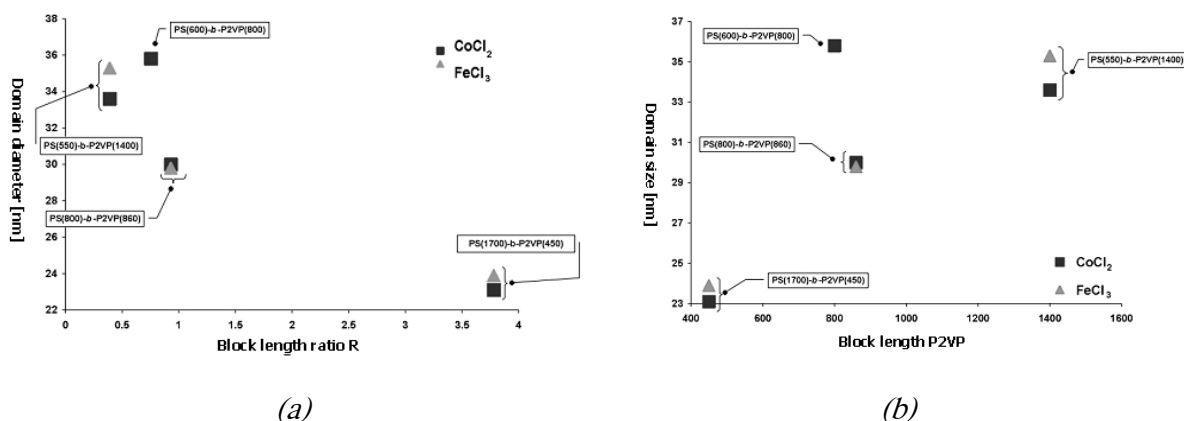 38
36
34
32
30
28
26
24
22
Domain diameter [nm]
PS(600)-b-P2VP(800)
PS(550)-b-P2VP(1400)
PS(800)-b-P2VP(860)
PS(1700)-b-P2VP(450)
CoCl2
FeCl3
0 0.5 1 1.5 2 2.5 3 3.5 4
Block length ratio R
(a)
37
35
33
31
29
27
25
23
Domain size [nm]
PS(600)-b-P2VP(800)
PS(550)-b-P2VP(1400)
PS(800)-b-P2VP(860)
PS(1700)-b-P2VP(450)
CoCl2
FeCl3
400 600 800 1000 1200 1400 1600
Block length P2VP
(b)